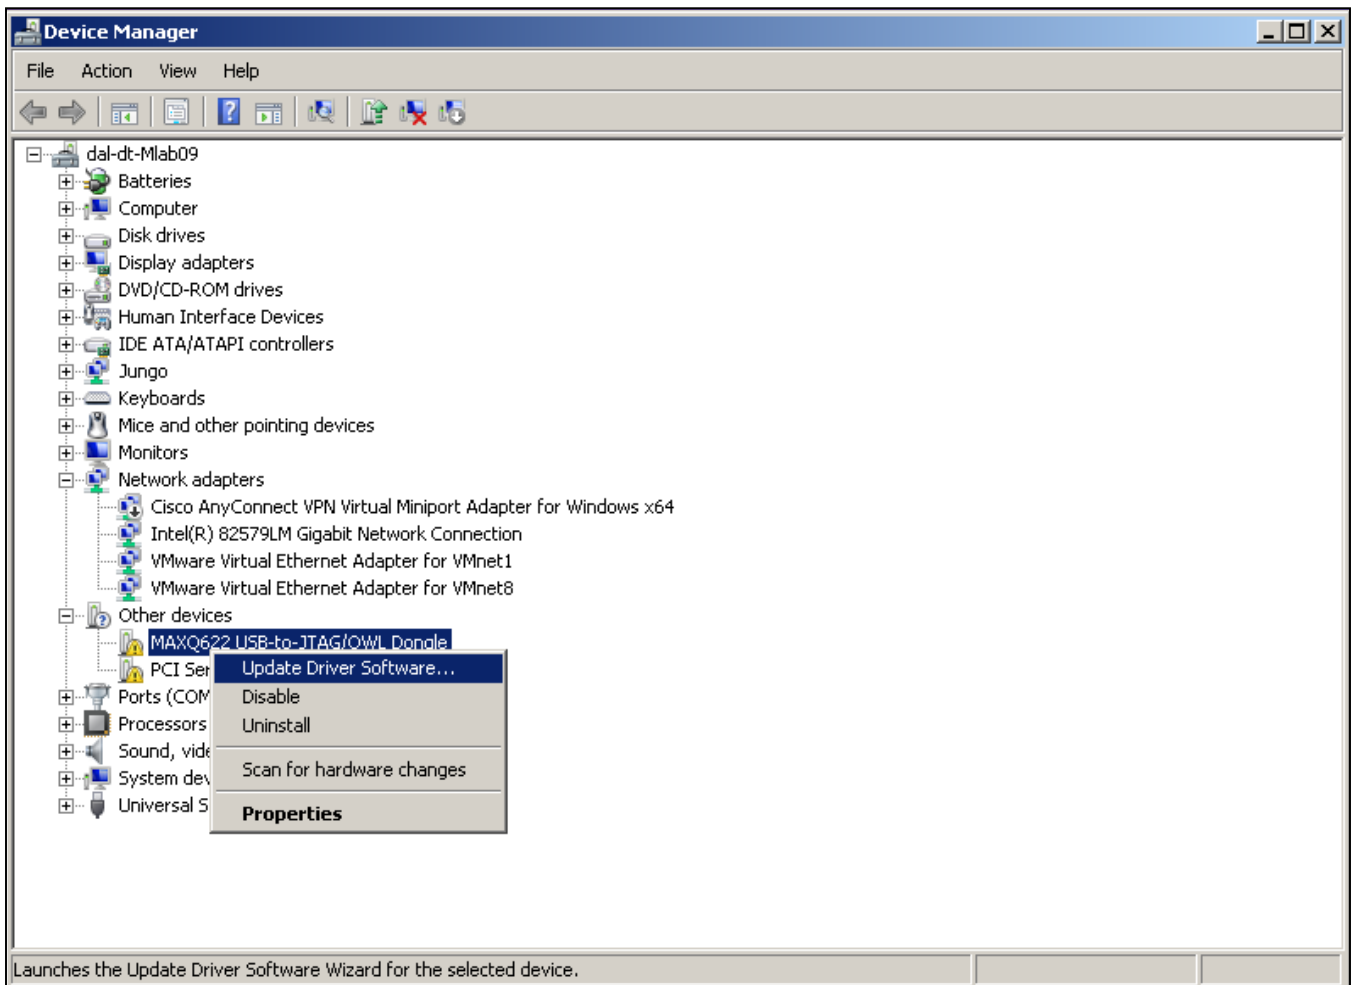 Device Manager
File Action View Help
dal-dt-Mlab09
Batteries
Computer
Disk drives
Display adapters
DVD/CD-ROM drives
Human Interface Devices
IDE ATA/ATAPI controllers
Jungo
Keyboards
Mice and other pointing devices
Monitors
Network adapters
Cisco AnyConnect VPN Virtual Miniport Adapter for Windows x64
Intel(R) 82579LM Gigabit Network Connection
VMware Virtual Ethernet Adapter for VMnet1
VMware Virtual Ethernet Adapter for VMnet8
Other devices
MAXQ622 USB-to-JTAG/OWL Dongle
PCI Ser
Ports (COM
Processors
Sound, vide
System dev
Universal S
Update Driver Software...
Disable
Uninstall
Scan for hardware changes
Properties
Launches the Update Driver Software Wizard for the selected device.